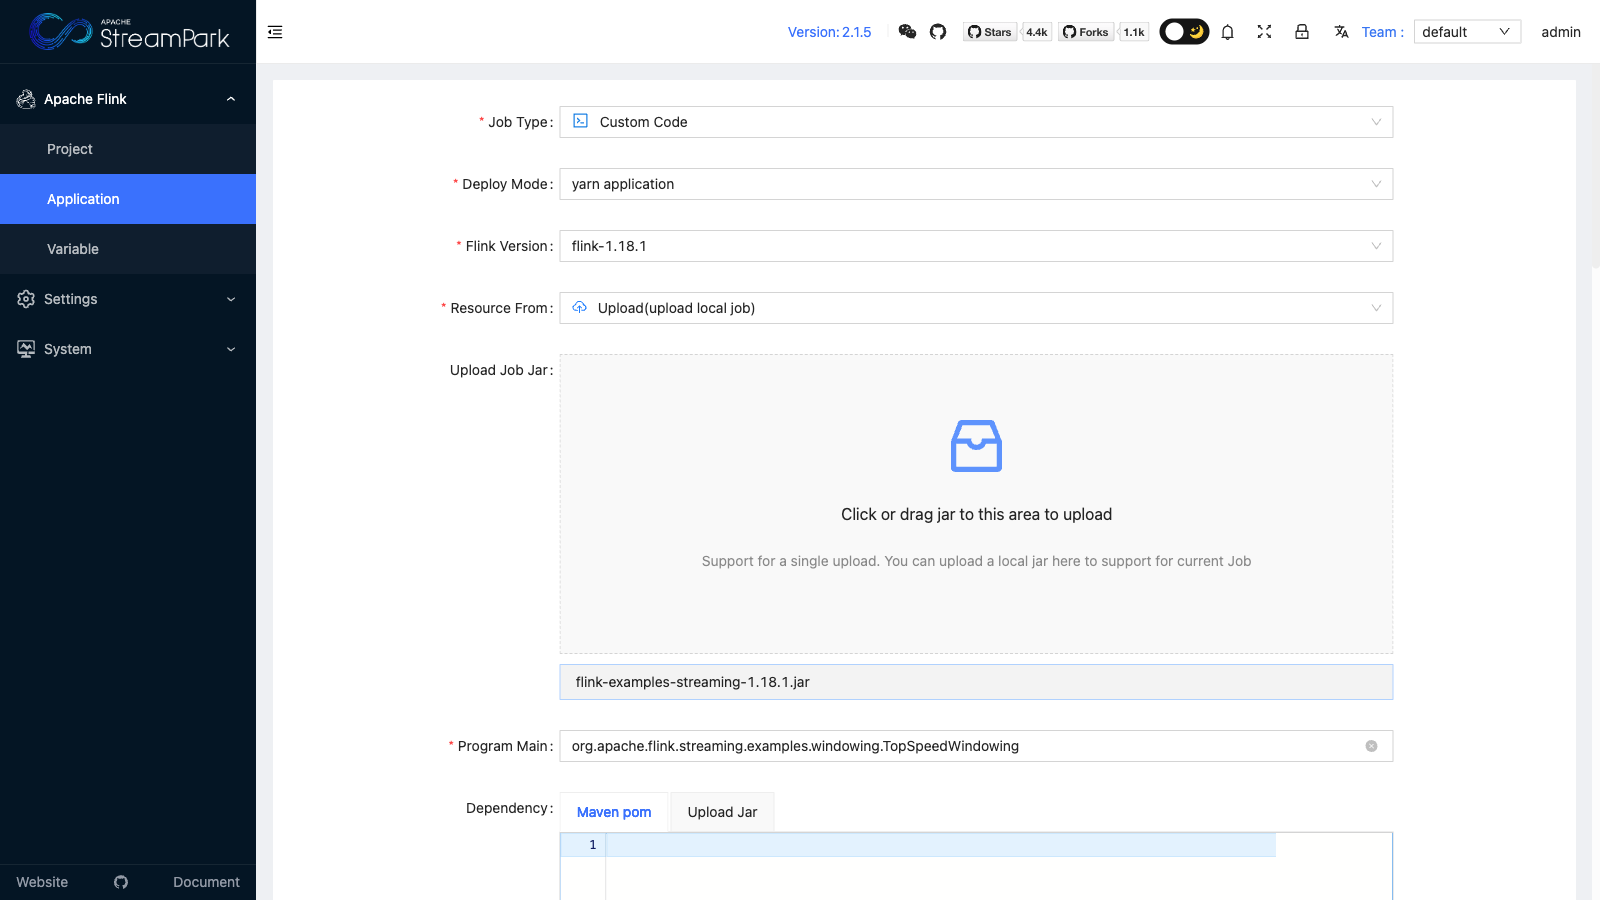 APACHE
StreamPark
Version: 2.1.5
Stars
4.4k
Forks
1.1k
Team :
default
admin
Apache Flink
Project
Application
Variable
Settings
System
Website
Document
* Job Type :
Custom Code
* Deploy Mode :
yarn application
* Flink Version :
flink-1.18.1
* Resource From :
Upload(upload local job)
Upload Job Jar :
Click or drag jar to this area to upload
Support for a single upload. You can upload a local jar here to support for current Job
flink-examples-streaming-1.18.1.jar
* Program Main :
org.apache.flink.streaming.examples.windowing.TopSpeedWindowing
Dependency :
Maven pom
Upload Jar
1